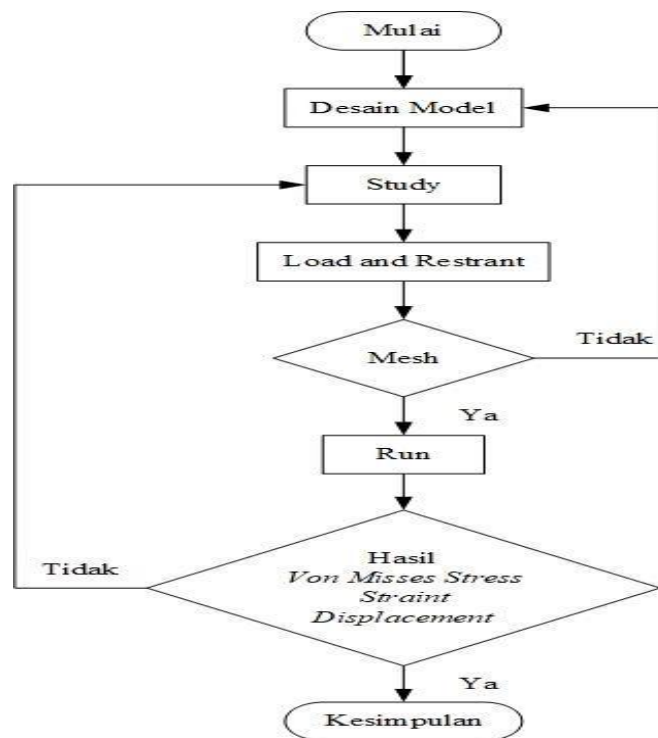 Mulai
Desain Model
Study
Load and Restrant
Mesh
Tidak
Ya
Run
Tidak
Hasil
Von Misses Stress
Straint
Displacement
Ya
Kesimpulan